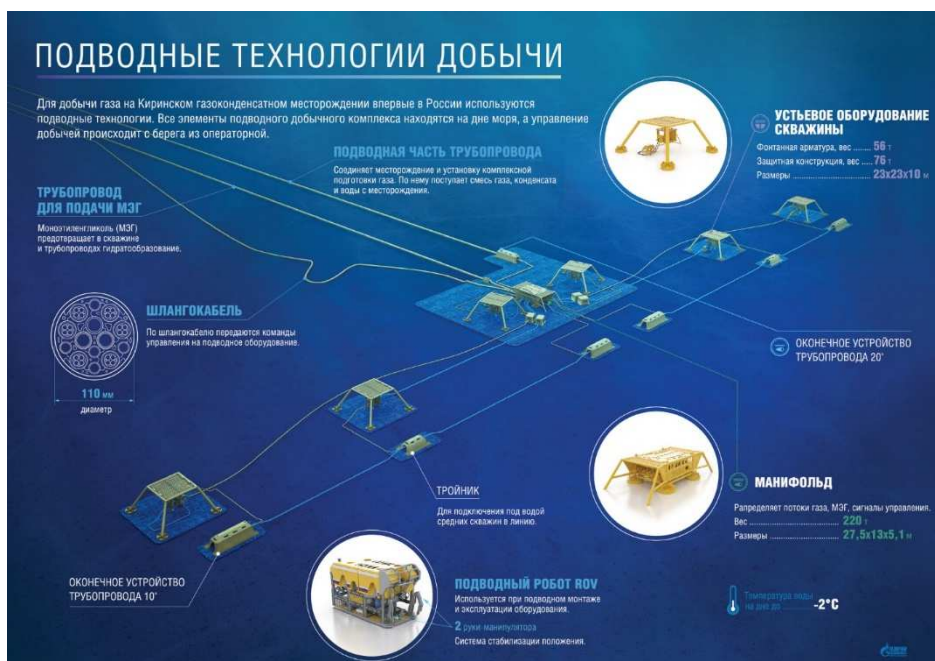 ПОДВОДНЫЕ ТЕХНОЛОГИИ ДОБЫЧИ
Для добычи газа на Киринском газоконденсатном месторождении впервые в России используются
подводные технологии. Все элементы подводного добычного комплекса находятся на дне моря, а управление
добычей происходит с берега из операторной.
УСТЬЕВОЕ ОБОРУДОВАНИЕ
СКВАЖИНЫ
Фонтанная арматура, вес ....... 56 т
Защитная конструкция, вес .... 76 т
Размеры ........................... 23x23x10 м
ПОДВОДНАЯ ЧАСТЬ ТРУБОПРОВОДА
Соединяет месторождение и установку комплексной
подготовки газа. По нему поступает смесь газа, конденсата
и воды с месторождения.
ТРУБОПРОВОД
ДЛЯ ПОДАЧИ МЭГ
Моноэтиленгликоль (МЭГ)
предотвращает в скважине
и трубопроводах гидратообразование.
ШЛАНГОКАБЕЛЬ
По шлангокабелю передаются команды
управления на подводное оборудование.
110 мм
диаметр
ОКОНЕЧНОЕ УСТРОЙСТВО
ТРУБОПРОВОДА 20"
МАНИФОЛЬД
Рапределяет потоки газа, МЭГ, сигналы управления.
Вес ........................... 220 т
Размеры ................... 27,5x13x5,1 м
ТРОЙНИК
Для подключения под водой
средних скважин в линию.
ОКОНЕЧНОЕ УСТРОЙСТВО
ТРУБОПРОВОДА 10"
ПОДВОДНЫЙ РОБОТ ROV
Используется при подводном монтаже
и эксплуатации оборудования.
2 руки-манипулятора
Система стабилизации положения.
Температура воды
на дне до ........... -2°C